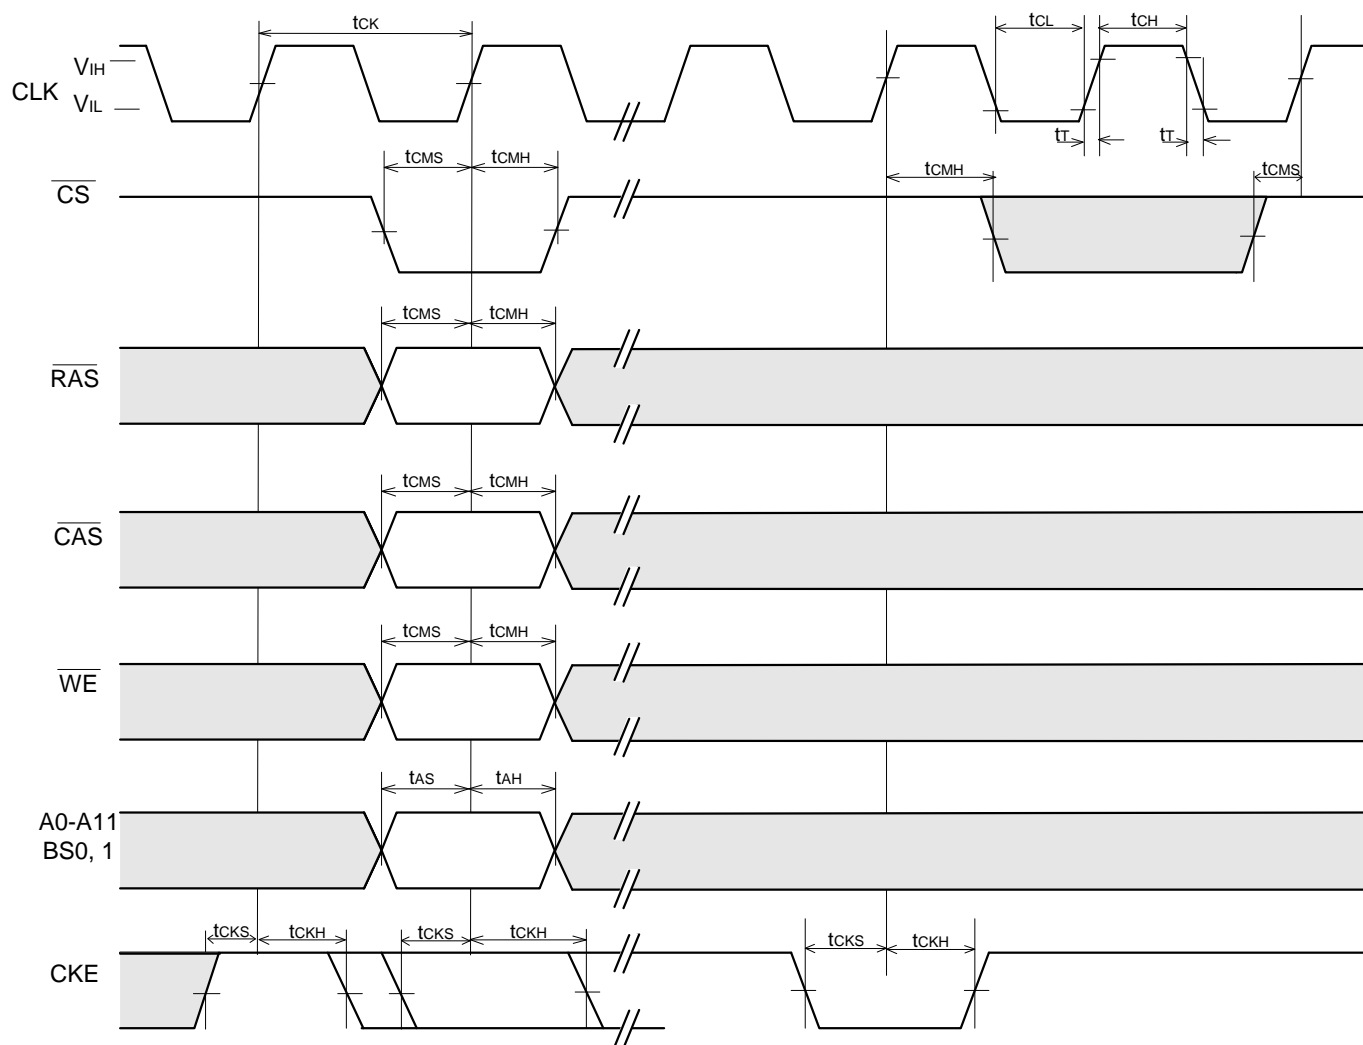 tCK
tCL
tCH
VIH
CLK
VIL
tT
tT
tCMS
tCMH
tCMH
tCMS
CS
tCMS
tCMH
RAS
tCMS
tCMH
CAS
tCMS
tCMH
WE
tAS
tAH
A0-A11
BS0, 1
tCKS
tCKH
tCKS
tCKH
tCKS
tCKH
CKE